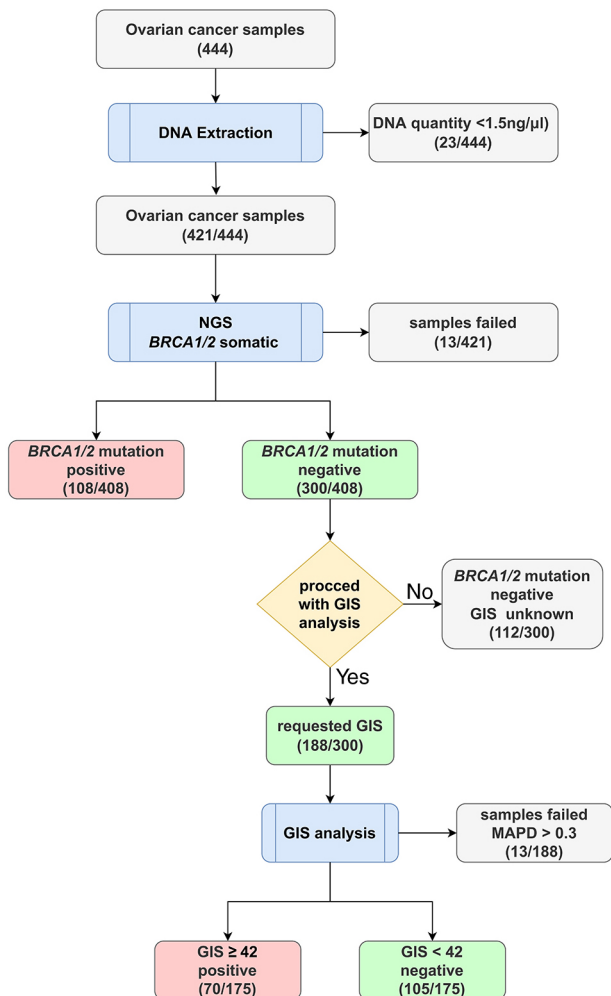 Ovarian cancer samples
(444)
DNA Extraction
DNA quantity <1.5ng/µl)
(23/444)
Ovarian cancer samples
(421/444)
NGS
BRCA1/2 somatic
samples failed
(13/421)
BRCA1/2 mutation
positive
(108/408)
BRCA1/2 mutation
negative
(300/408)
procced
with GIS
analysis
No
BRCA1/2 mutation
negative
GIS unknown
(112/300)
Yes
requested GIS
(188/300)
GIS analysis
samples failed
MAPD > 0.3
(13/188)
GIS ≥ 42
positive
(70/175)
GIS < 42
negative
(105/175)